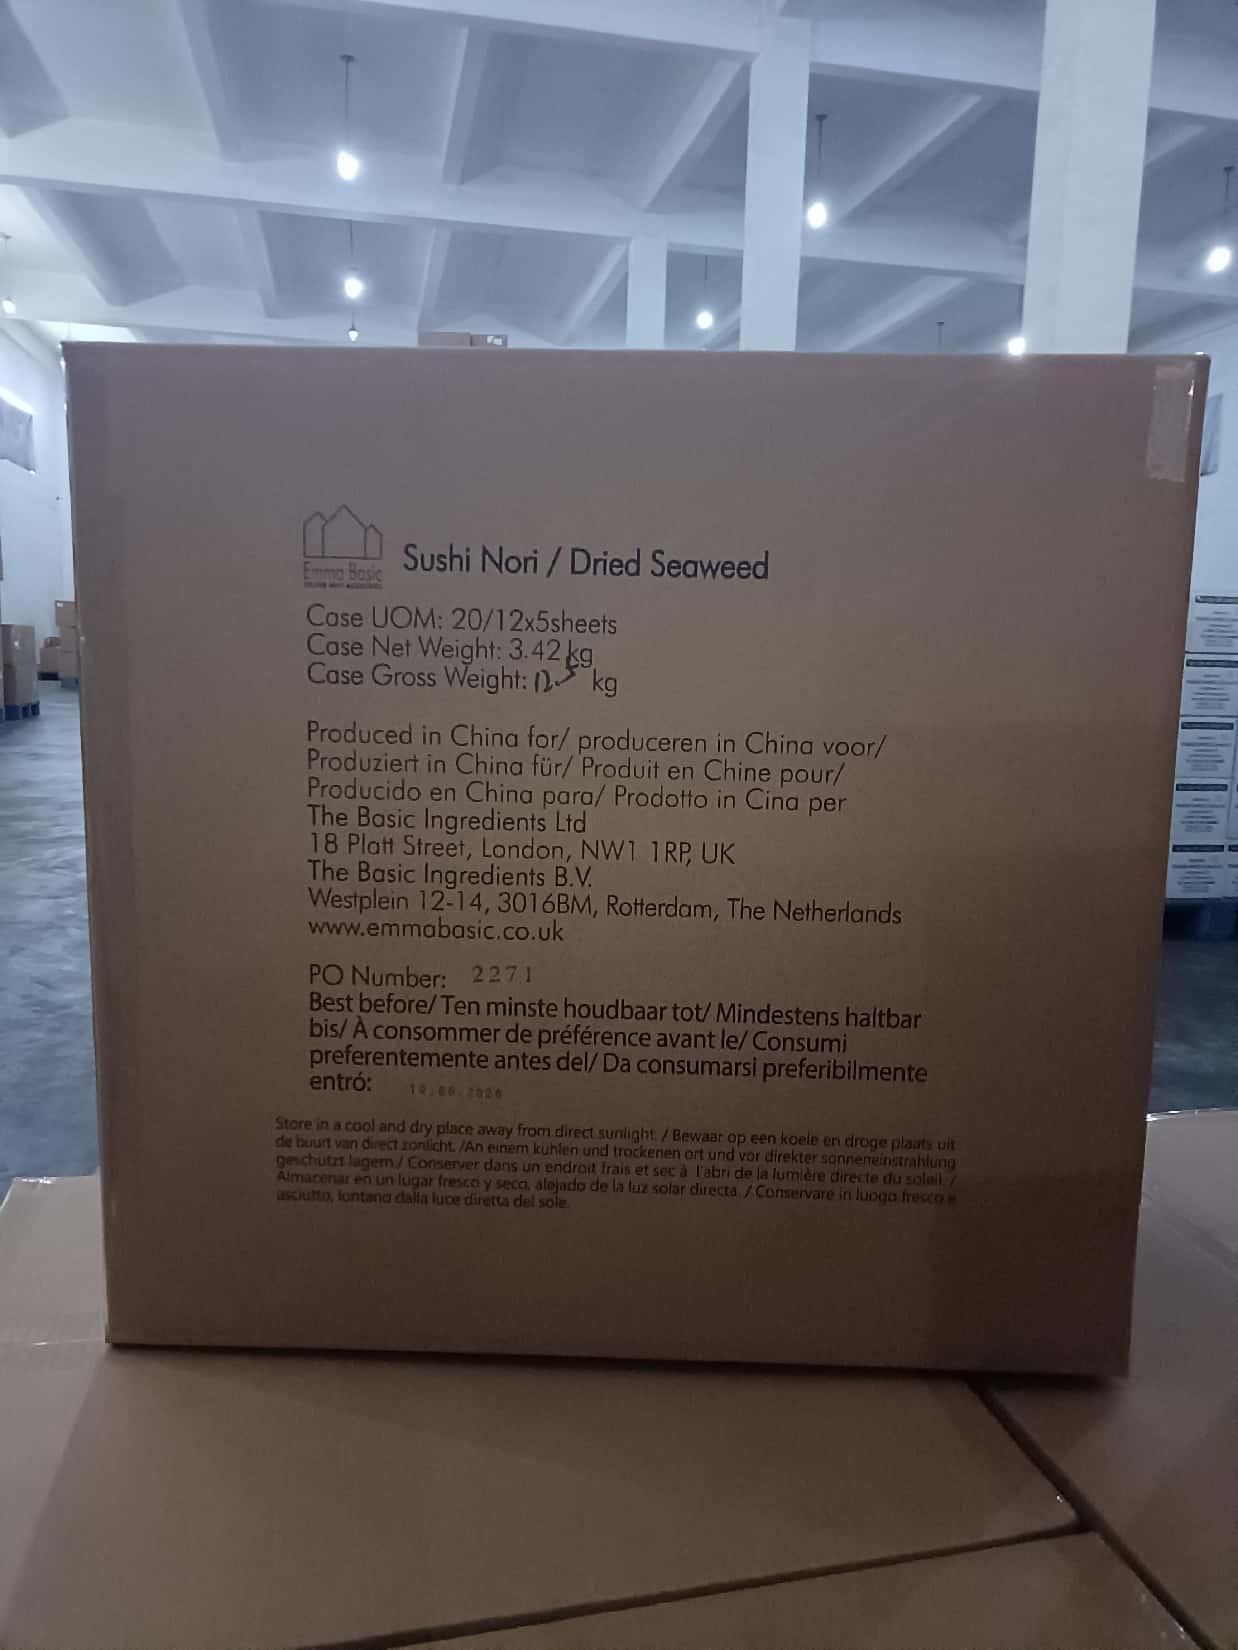 Emma Basic
Sushi Nori / Dried Seaweed
Case UOM: 20/12x5sheets
Case Net Weight: 3.42 kg
Case Gross Weight: 12.5 kg
Produced in China for/ produceren in China voor/
Produziert in China für/ Produit en Chine pour/
Producido en China para/ Prodotto in Cina per
The Basic Ingredients Ltd
18 Platt Street, London, NW1 1RP, UK
The Basic Ingredients B.V.
Westplein 12-14, 3016BM, Rotterdam, The Netherlands
www.emmabasic.co.uk
PO Number: 2271
Best before/ Ten minste houdbaar tot/ Mindestens haltbar
bis/ À consommer de préférence avant le/ Consumi
preferentemente antes del/ Da consumarsi preferibilmente
entró:
Store in a cool and dry place away from direct sunlight. / Bewaar op een koele en droge plaats uit
de buurt van direct zonlicht. /An einem kühlen und trockenen ort und vor direkter sonneneinstrahlung
geschützt lagern./ Conserver dans un endroit frais et sec à l'abri de la lumière directe du soleil. /
Almacenar en un lugar fresco y seco, alejado de la luz solar directa. / Conservare in luogo fresco e
asciutto, lontano dalla luce diretta del sole.